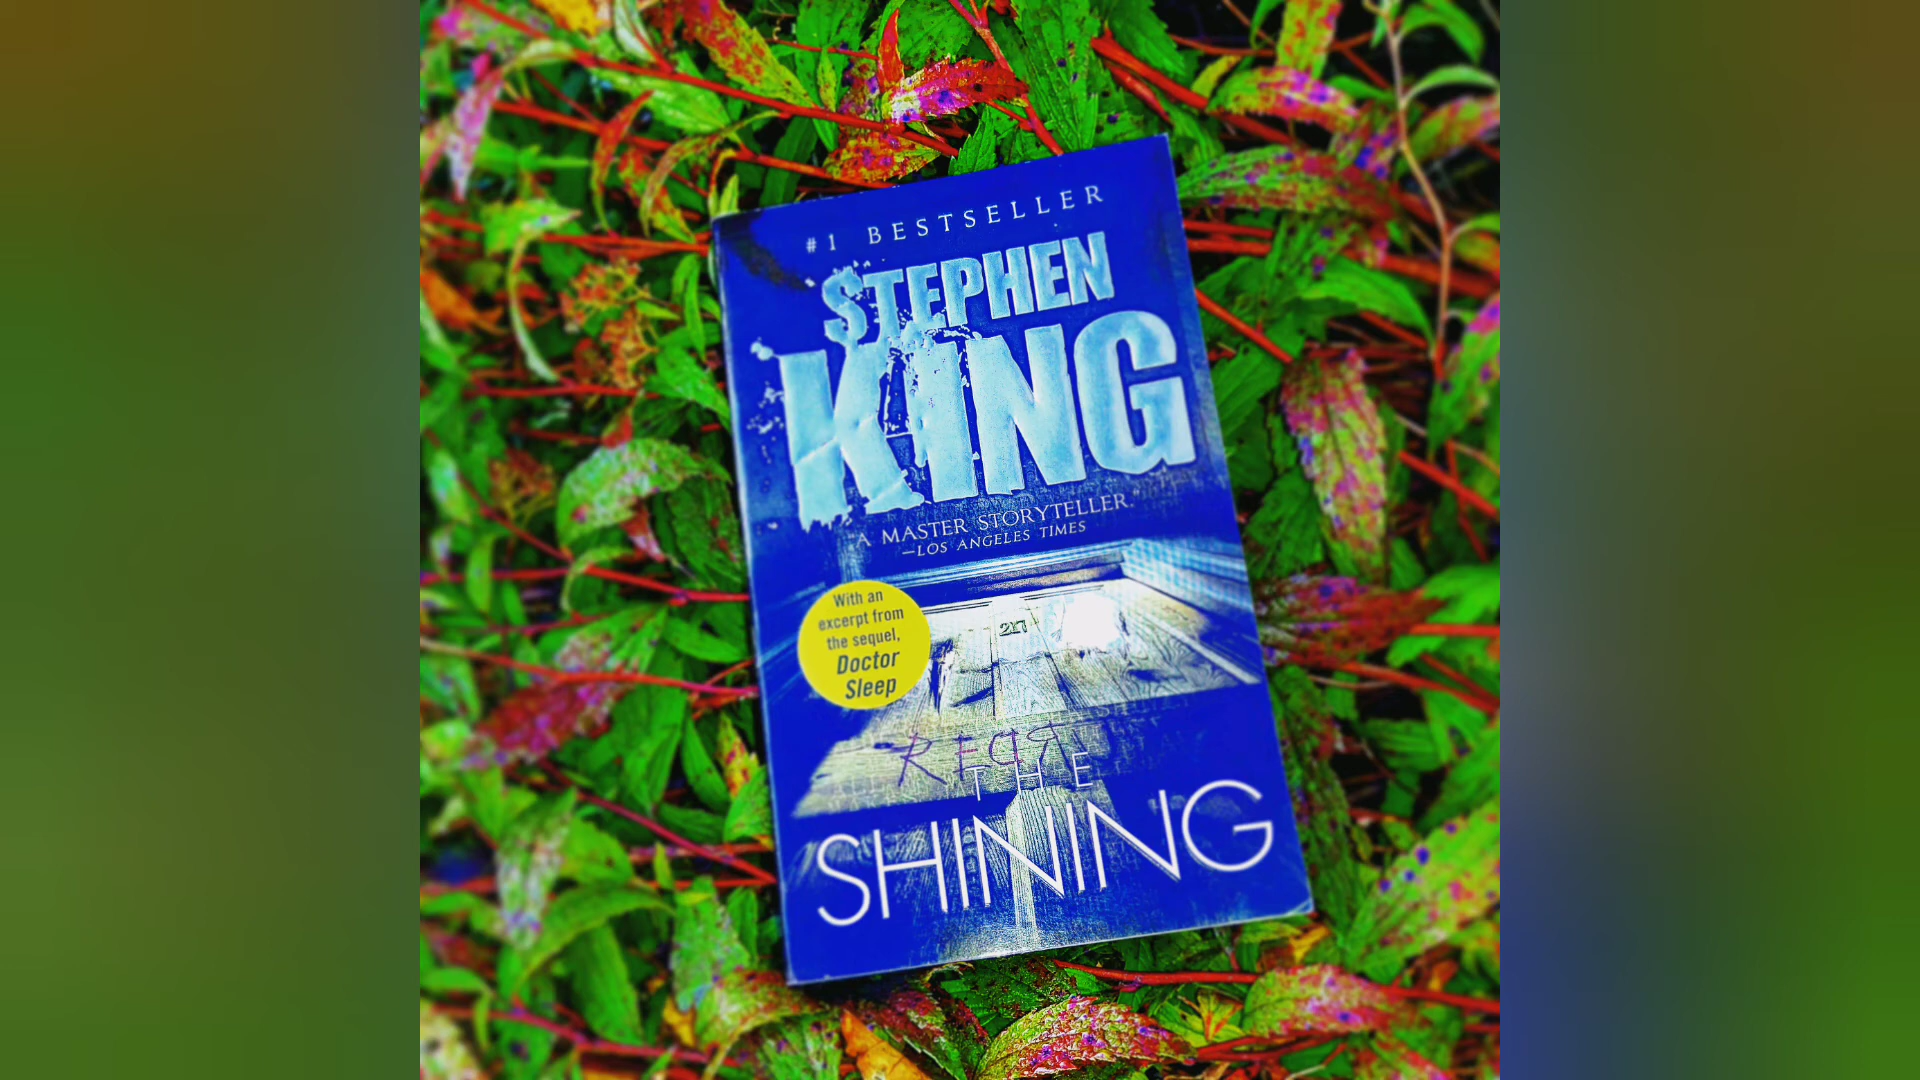 #1 BESTSELLER
STEPHEN
KING
"A MASTER STORYTELLER."
—LOS ANGELES TIMES
With an
excerpt from
the sequel,
Doctor
Sleep
217
THE
SHINING